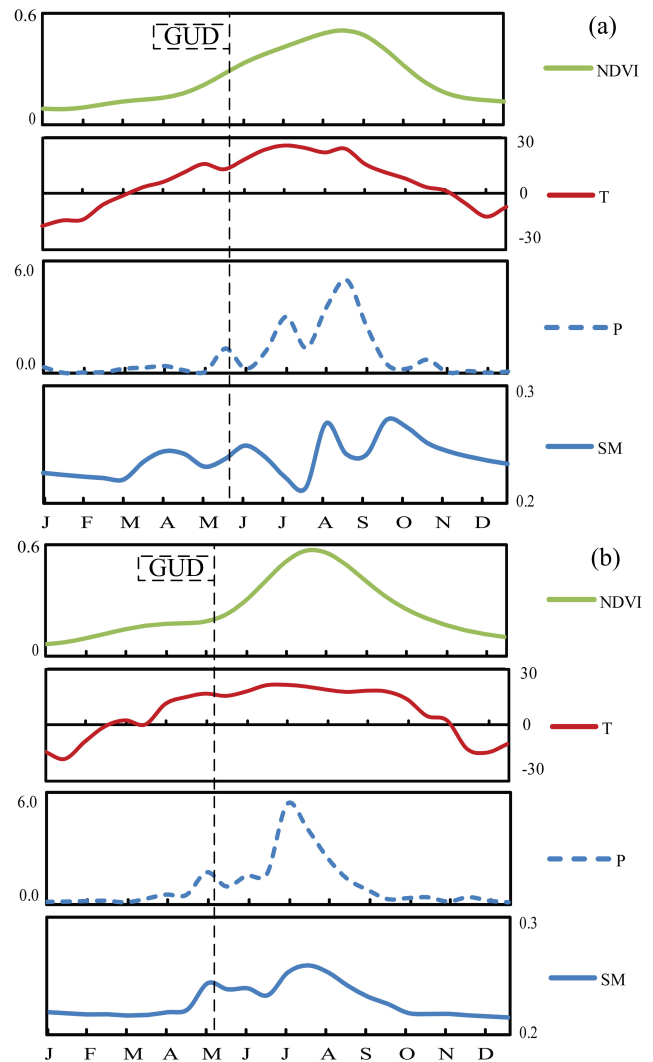 0.6
GUD
(a)
NDVI
0
30
T
0
-30
6.0
P
0.0
0.3
SM
0.2
J F M A M J J A S O N D
0.6
GUD
(b)
NDVI
0
30
T
0
-30
6.0
P
0.0
0.3
SM
0.2
J F M A M J J A S O N D